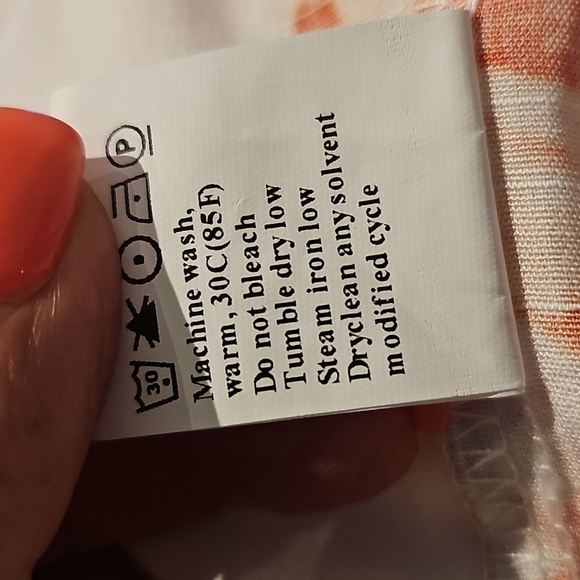 30
P
Machine wash,
warm, 30C(85F)
Do not bleach
Tumble dry low
Steam iron low
Dryclean any solvent
modified cycle